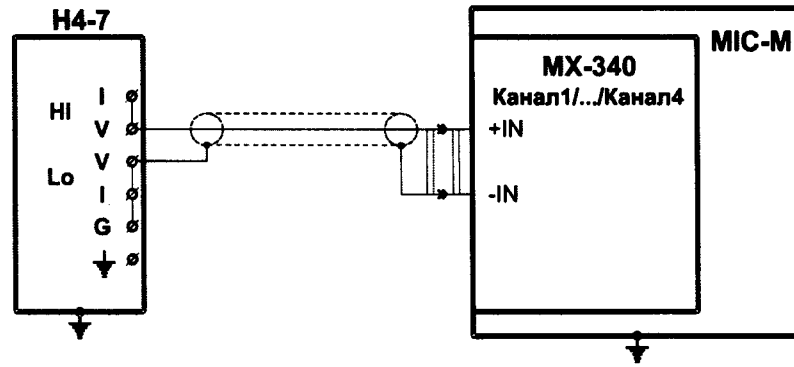 Н4-7
MIC-M
MX-340
Канал1/.../Канал4
I
HI
V
+IN
V
Lo
I
-IN
G